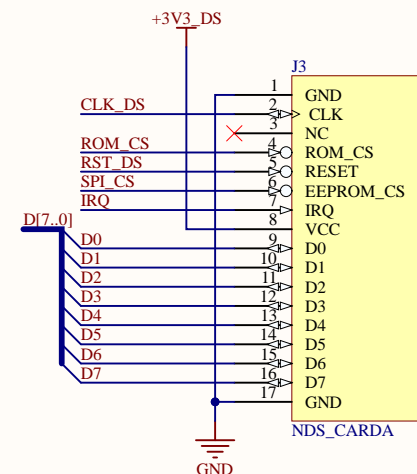 +3V3_DS
J3
1 GND
CLK_DS 2 CLK
3 NC
ROM_CS 4 ROM_CS
RST_DS 5 RESET
SPI_CS 6 EEPROM_CS
IRQ 7 IRQ
8 VCC
D[7..0]
D0 9 D0
D1 10 D1
D2 11 D2
D3 12 D3
D4 13 D4
D5 14 D5
D6 15 D6
D7 16 D7
17 GND
NDS_CARDA
GND